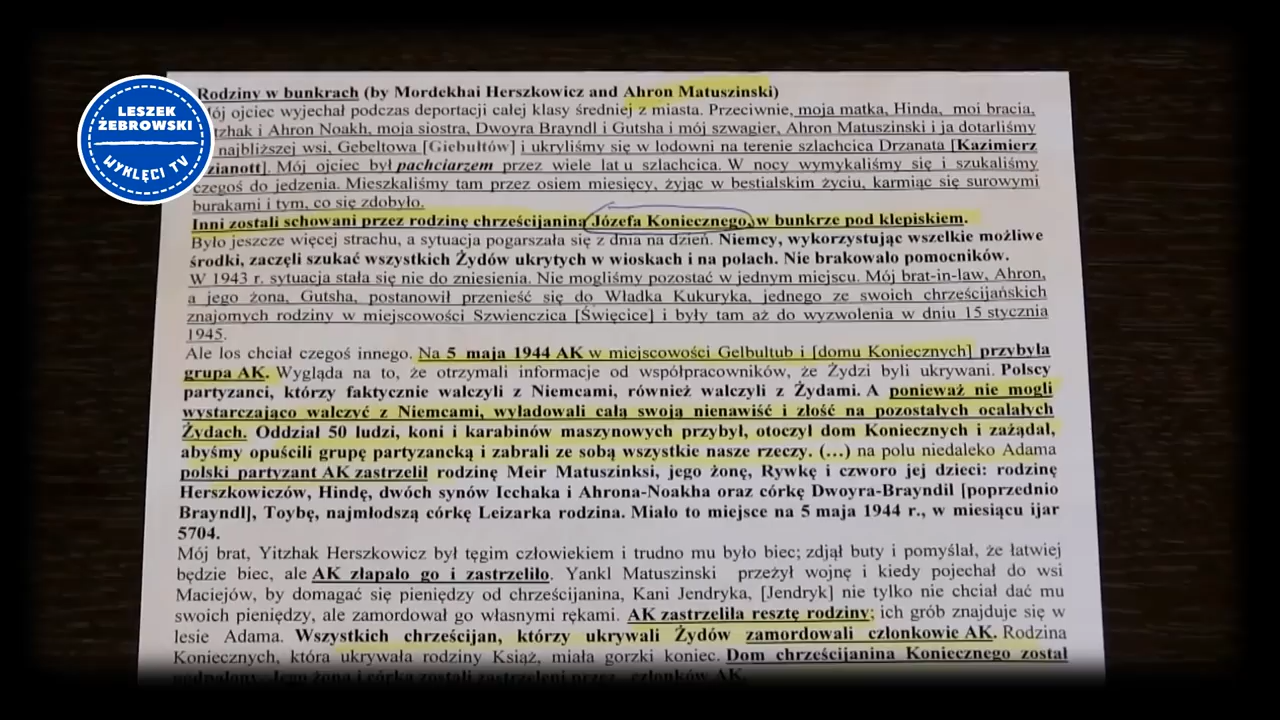 LESZEK
ŻEBROWSKI
WYKLĘCI TV
Rodziny w bunkrach (by Mordekhai Herszkowicz and Ahron Matuszinski)
Mój ojciec wyjechał podczas deportacji całej klasy średniej z miasta. Przeciwnie, moja matka, Hinda, moi bracia,
tzhak i Ahron Noakh, moja siostra, Dwoyra Brayndl i Gutsha i mój szwagier, Ahron Matuszinski i ja dotarliśmy
najbliższej wsi, Gebeltowa [Giebułtów] i ukryliśmy się w lodowni na terenie szlachcica Drzanata [Kazimierz
zianott]. Mój ojciec był pachciarzem przez wiele lat u szlachcica. W nocy wymykaliśmy się i szukaliśmy
czegoś do jedzenia. Mieszkaliśmy tam przez osiem miesięcy, żyjąc w bestialskim życiu, karmiąc się surowymi
burakami i tym, co się zdobyło.
Inni zostali schowani przez rodzinę chrześcijanina Józefa Koniecznego, w bunkrze pod klepiskiem.
Było jeszcze więcej strachu, a sytuacja pogarszała się z dnia na dzień. Niemcy, wykorzystując wszelkie możliwe
środki, zaczęli szukać wszystkich Żydów ukrytych w wioskach i na polach. Nie brakowało pomocników.
W 1943 r. sytuacja stała się nie do zniesienia. Nie mogliśmy pozostać w jednym miejscu. Mój brat-in-law, Ahron,
a jego żona, Gutsha, postanowił przenieść się do Władka Kukuryka, jednego ze swoich chrześcijańskich
znajomych rodziny w miejscowości Szwienczica [Święcice] i były tam aż do wyzwolenia w dniu 15 stycznia
1945.
Ale los chciał czegoś innego. Na 5 maja 1944 AK w miejscowości Gelbultub i [domu Koniecznych] przybyła
grupa AK. Wygląda na to, że otrzymali informacje od współpracowników, że Żydzi byli ukrywani. Polscy
partyzanci, którzy faktycznie walczyli z Niemcami, również walczyli z Żydami. A ponieważ nie mogli
wystarczająco walczyć z Niemcami, wyładowali całą swoją nienawiść i złość na pozostałych ocalałych
Żydach. Oddział 50 ludzi, koni i karabinów maszynowych przybył, otoczył dom Koniecznych i zażądał,
abyśmy opuścili grupę partyzancką i zabrali ze sobą wszystkie nasze rzeczy. (...) na polu niedaleko Adama
polski partyzant AK zastrzelił rodzinę Meir Matuszinksi, jego żonę, Rywkę i czworo jej dzieci: rodzinę
Herszkowiczów, Hindę, dwóch synów Icchaka i Ahrona-Noakha oraz córkę Dwoyra-Brayndil [poprzednio
Brayndl], Toybę, najmłodszą córkę Leizarka rodzina. Miało to miejsce na 5 maja 1944 r., w miesiącu ijar
5704.
Mój brat, Yitzhak Herszkowicz był tęgim człowiekiem i trudno mu było biec; zdjął buty i pomyślał, że łatwiej
będzie biec, ale AK złapało go i zastrzeliło. Yankl Matuszinski przeżył wojnę i kiedy pojechał do wsi
Maciejów, by domagać się pieniędzy od chrześcijanina, Kani Jendryka, [Jendryk] nie tylko nie chciał dać mu
swoich pieniędzy, ale zamordował go własnymi rękami. AK zastrzeliła resztę rodziny; ich grób znajduje się w
lesie Adama. Wszystkich chrześcijan, którzy ukrywali Żydów zamordowali członkowie AK. Rodzina
Koniecznych, która ukrywała rodziny Książ, miała gorzki koniec. Dom chrześcijanina Koniecznego został
podpalony. Jego żona i córka zostali zastrzeleni przez członków AK.